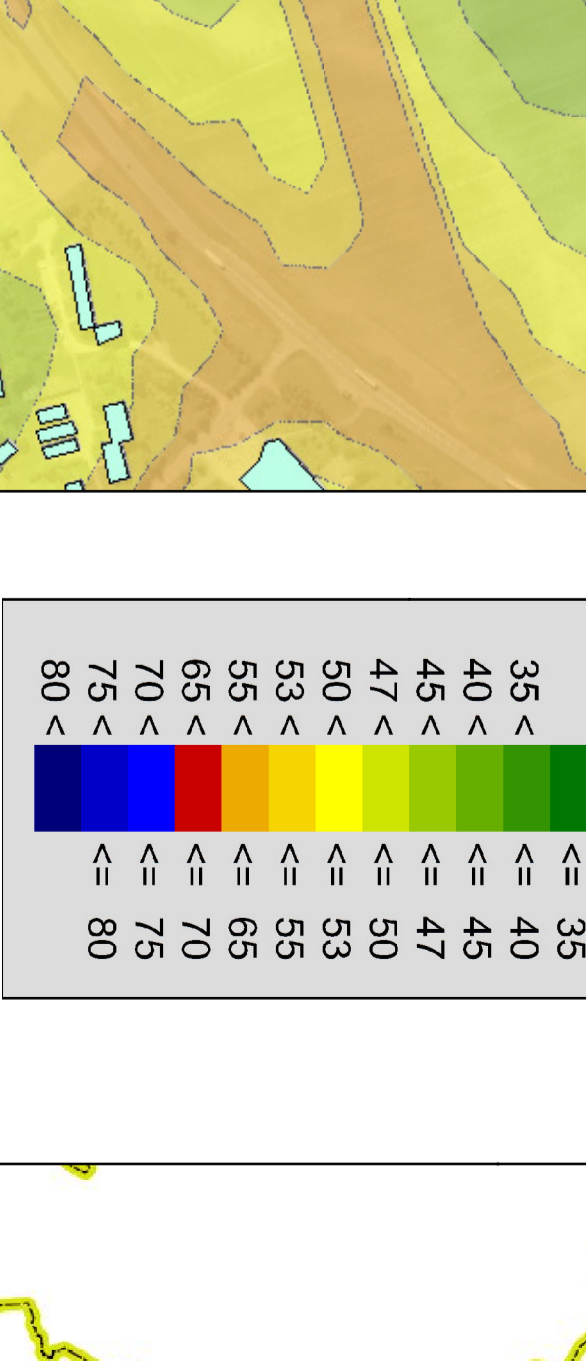 <= 35
35 < <= 40
40 < <= 45
45 < <= 47
47 < <= 50
50 < <= 53
53 < <= 55
55 < <= 65
65 < <= 70
70 < <= 75
75 < <= 80
80 <